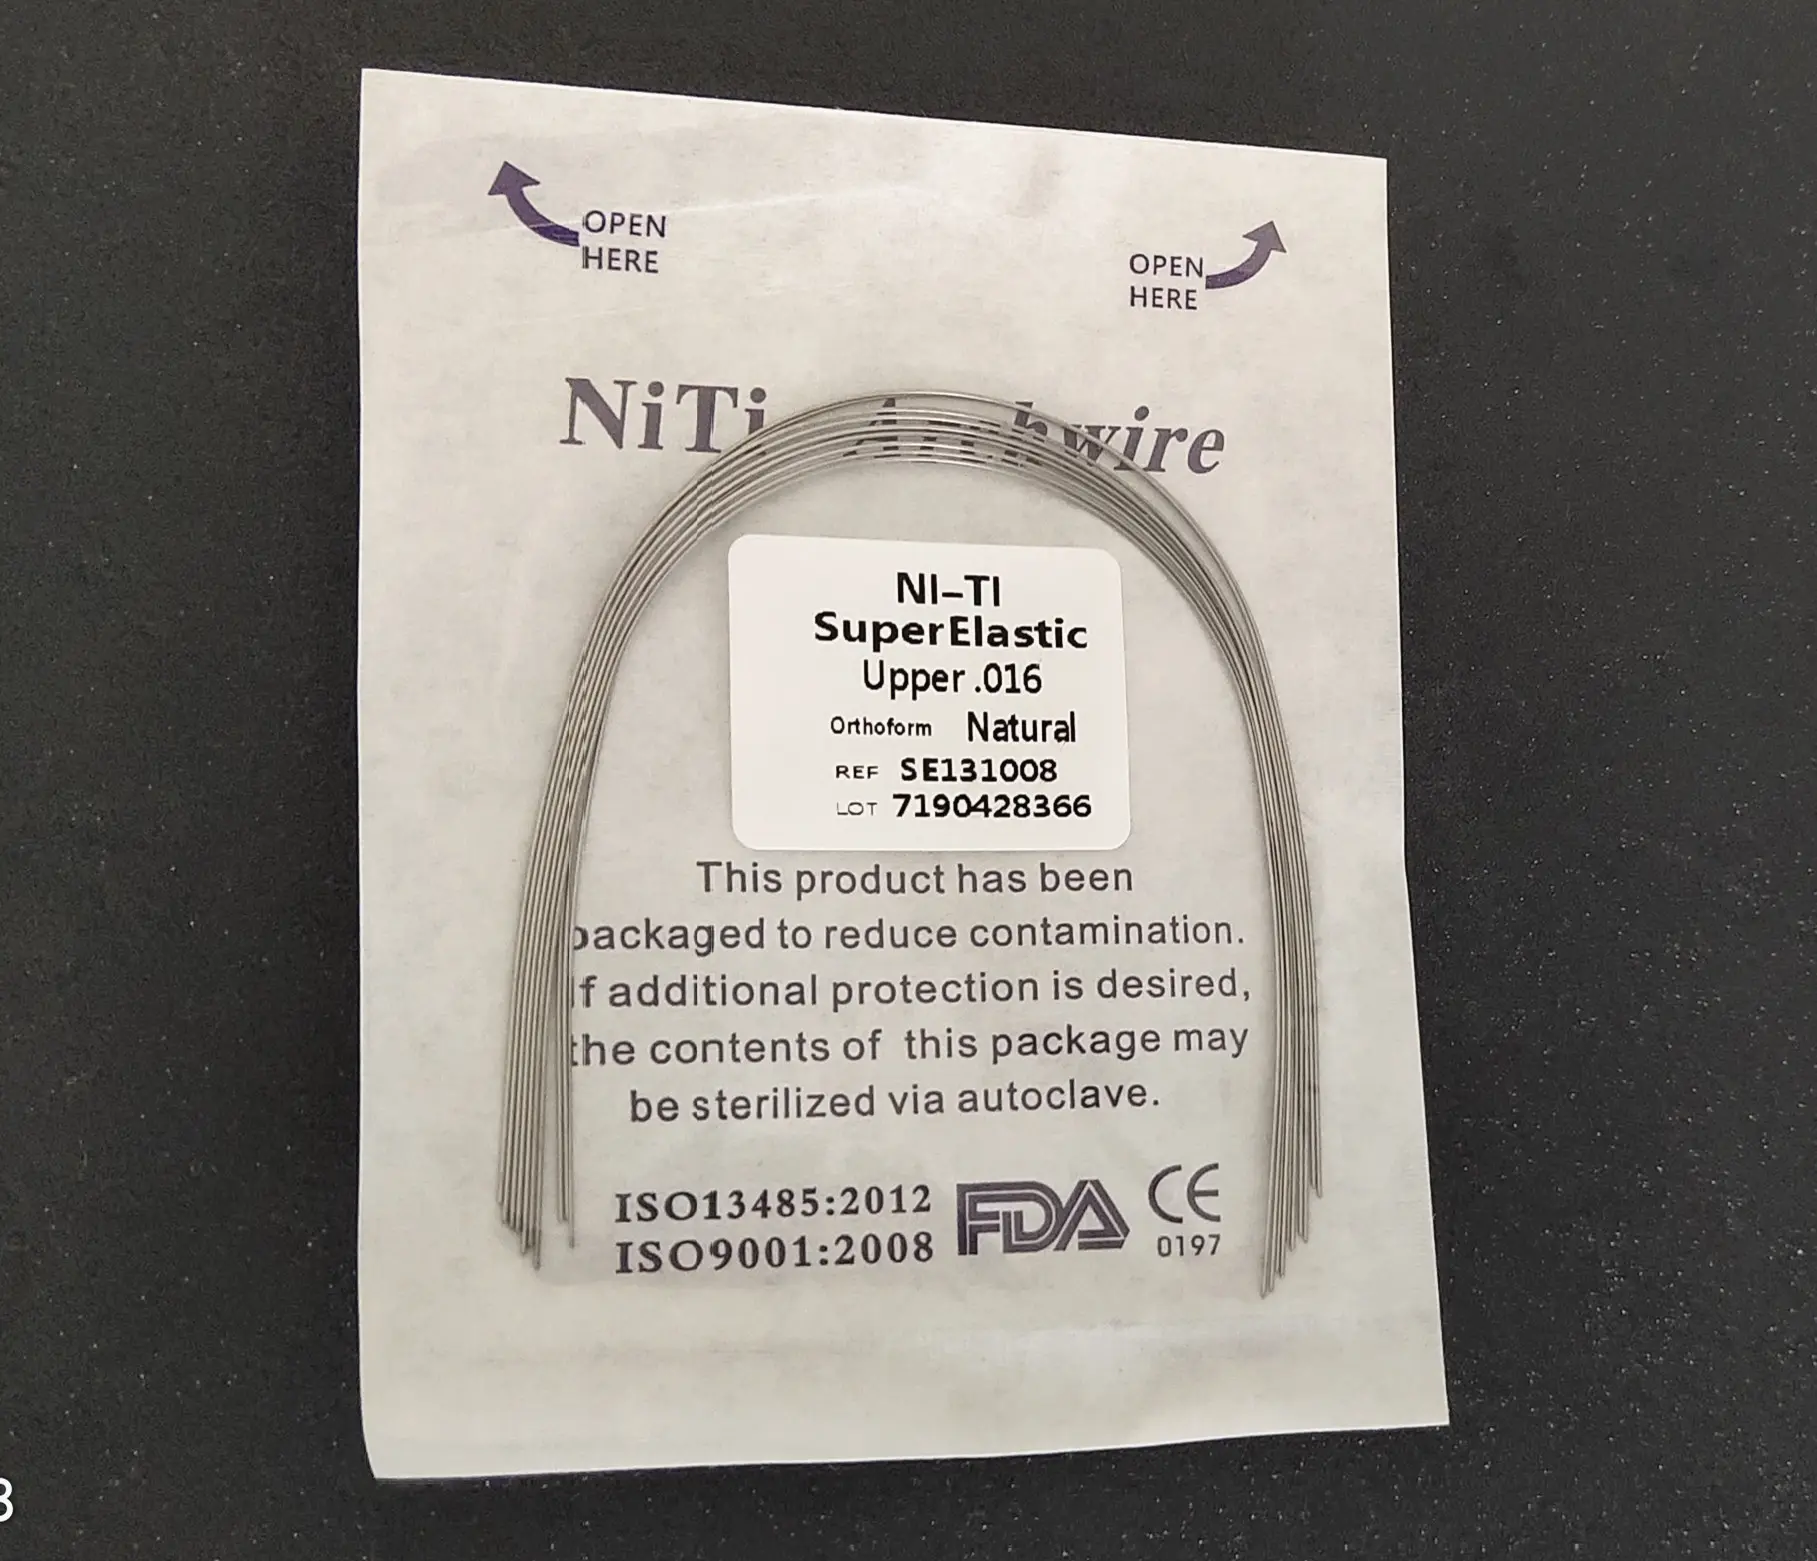 OPEN
HERE
OPEN
HERE
NiTi Archwire
NI-TI
SuperElastic
Upper .016
Orthoform Natural
REF SE131008
LOT 7190428366
This product has been
packaged to reduce contamination.
If additional protection is desired,
the contents of this package may
be sterilized via autoclave.
ISO13485:2012
ISO9001:2008
FDA
CE
0197